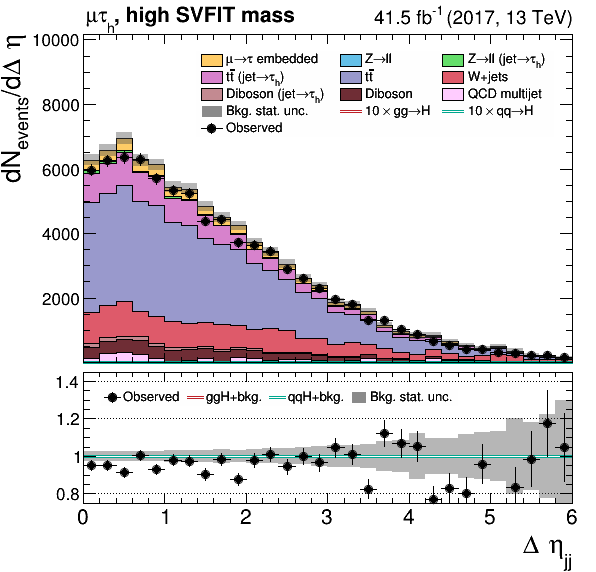 μτh, high SVFIT mass 41.5 fb-1 (2017, 13 TeV)
dNevents/dΔ η
10000
8000
6000
4000
2000
μ→τ embedded Z→ll Z→ll (jet→τh)
tt̄ (jet→τh) tt̄ W+jets
Diboson (jet→τh) Diboson QCD multijet
Bkg. stat. unc. 10 × gg→H 10 × qq→H
Observed
1.4
1.2
1
0.8
Observed ggH+bkg. qqH+bkg. Bkg. stat. unc.
0 1 2 3 4 5 6
Δ ηjj